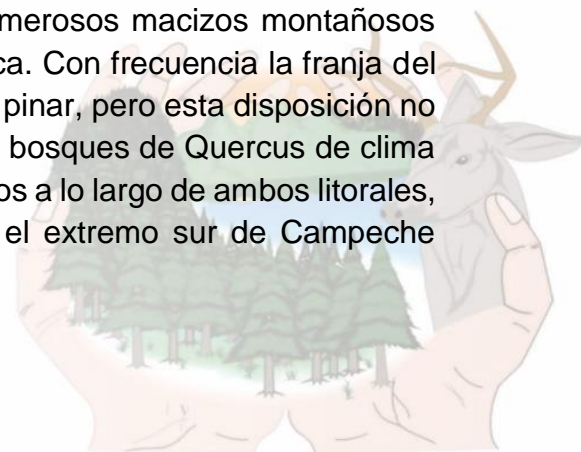 merosos macizos montañosos
ca. Con frecuencia la franja del
pinar, pero esta disposición no
bosques de Quercus de clima
os a lo largo de ambos litorales,
el extremo sur de Campeche